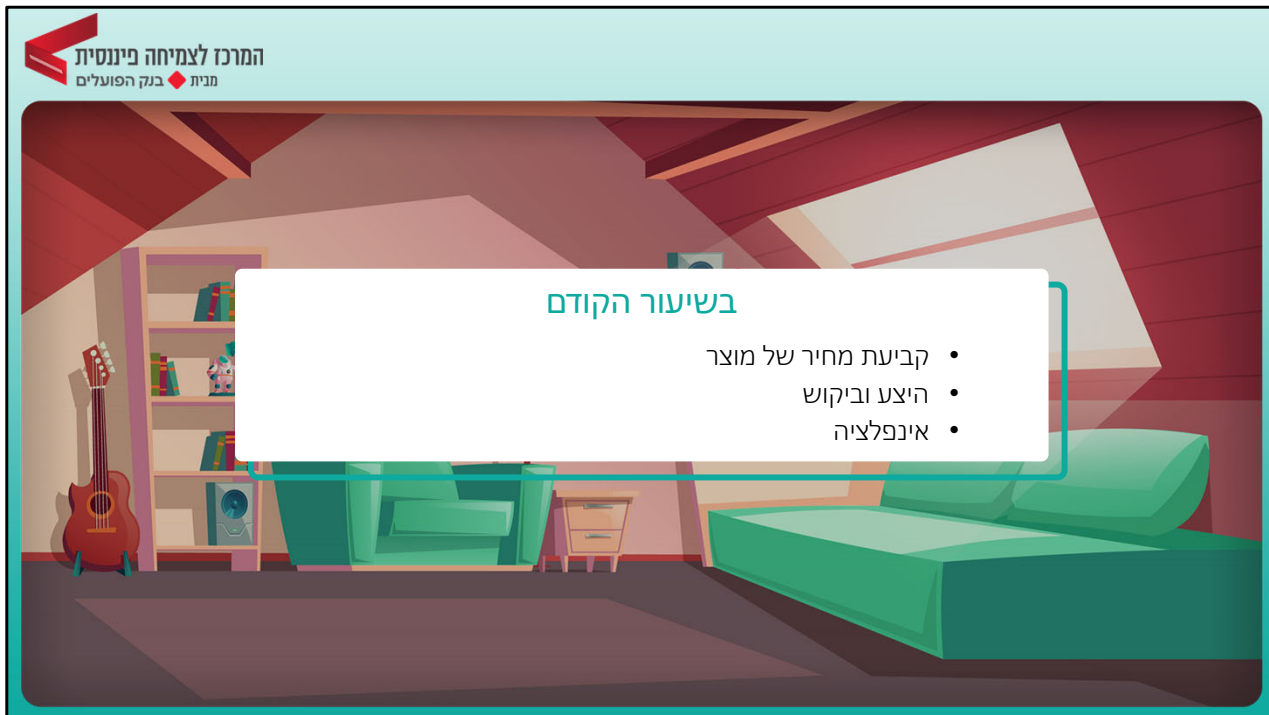 המרכז לצמיחה פיננסית
מבית בנק הפועלים
בשיעור הקודם
• קביעת מחיר של מוצר
• היצע וביקוש
• אינפלציה